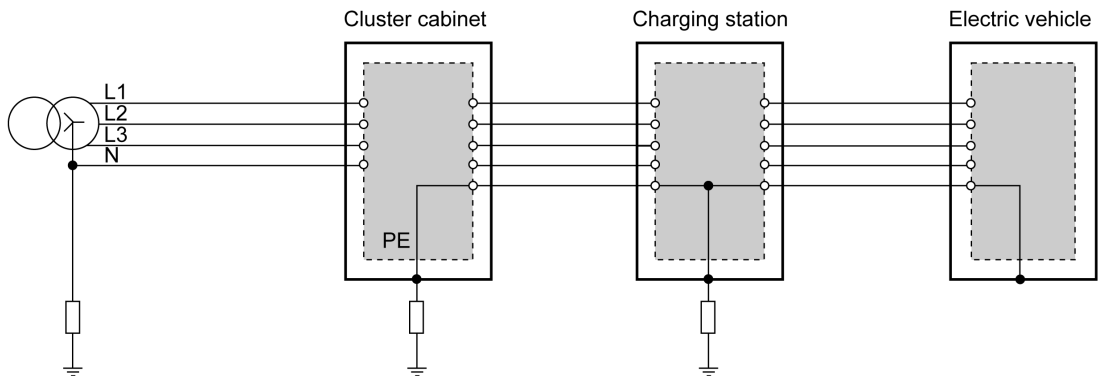 Cluster cabinet
Charging station
Electric vehicle
L1
L2
L3
N
PE